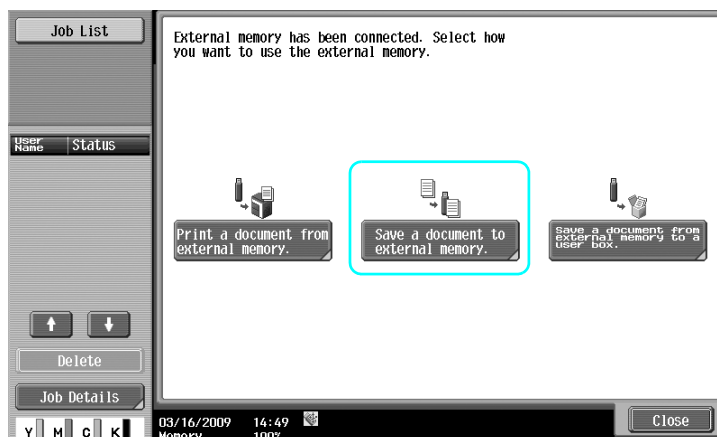 Job List
External memory has been connected. Select how
you want to use the external memory.
User
Name
Status
Print a document from
external memory.
Save a document to
external memory.
Save a document from
external memory to a
user box.
Delete
Job Details
Y M C K
03/16/2009 14:49
Memory 100%
Close